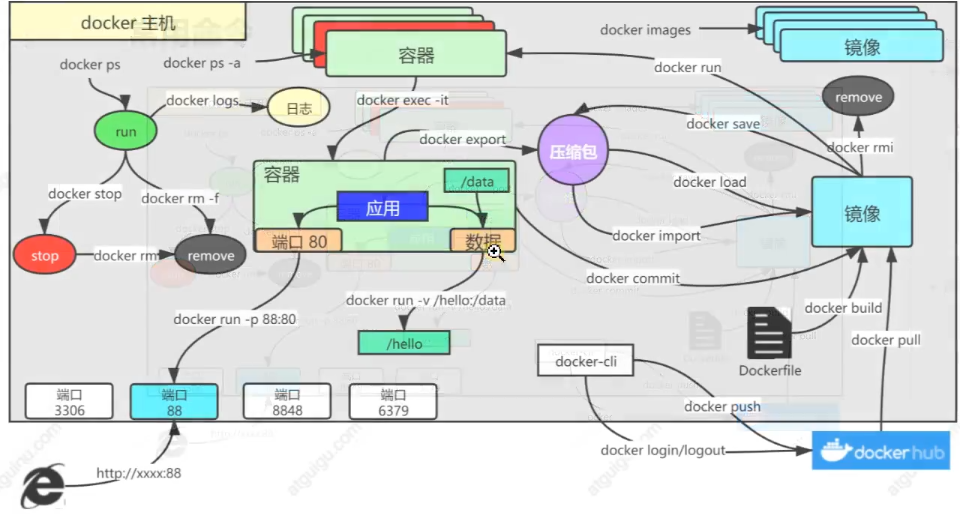 docker 主机
docker ps
docker ps -a
容器
docker images
镜像
docker logs
日志
run
docker exec -it
docker run
remove
docker export
压缩包
docker save
docker rmi
docker stop
docker rm -f
容器
/data
应用
端口 80
数据
docker load
镜像
stop
docker rm
remove
docker import
docker commit
docker run -v /hello:/data
docker run -p 88:80
/hello
docker build
Dockerfile
docker pull
docker-cli
端口
3306
端口
88
端口
8848
端口
6379
docker push
docker login/logout
dockerhub
http://xxxx:88
atguigu.com
atguigu.com
atguigu.com